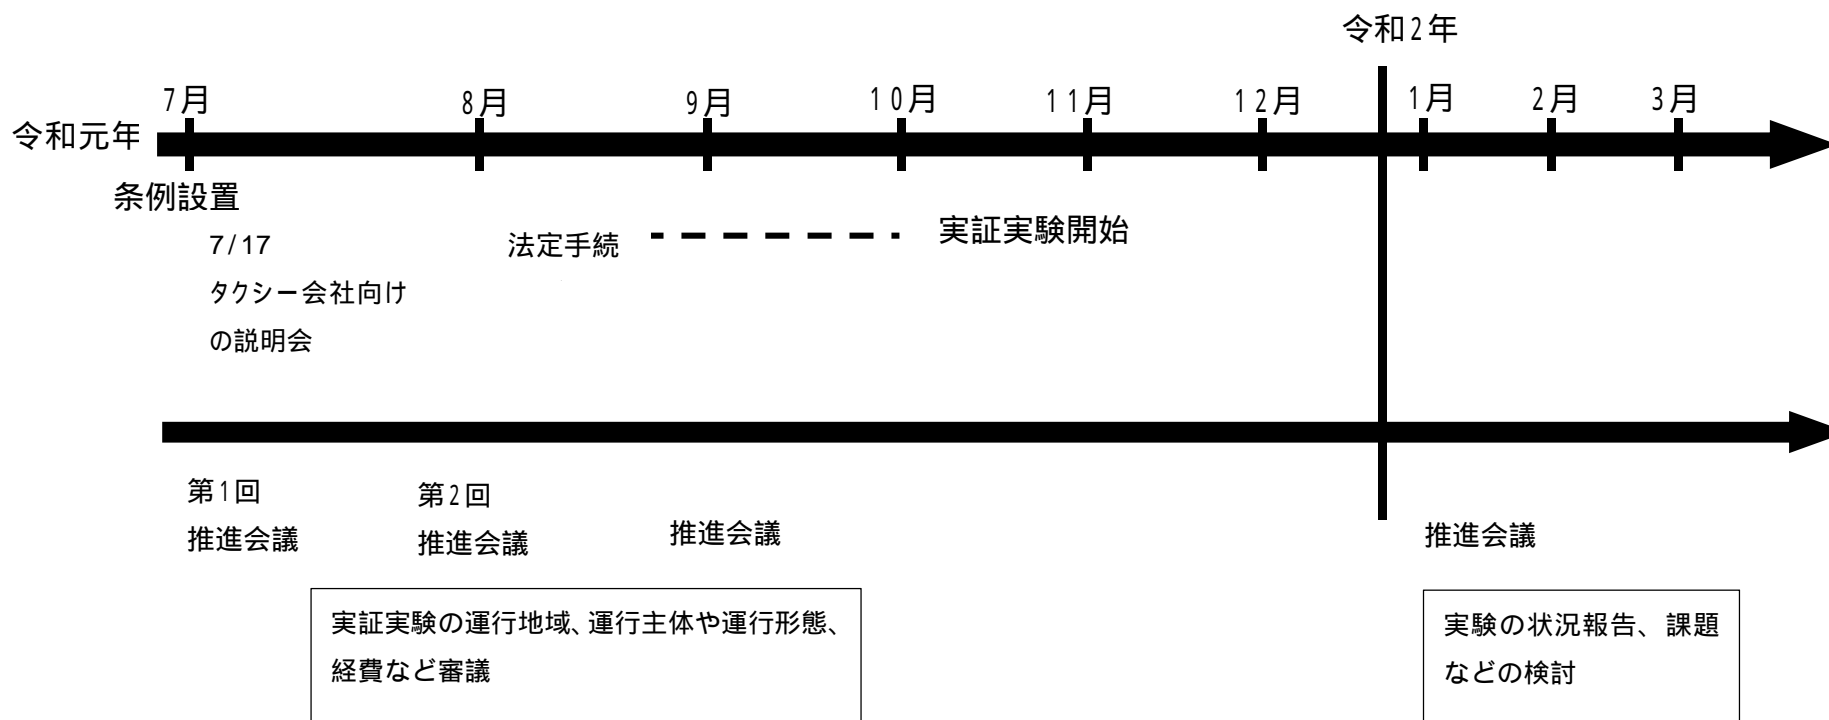 令和2年
7月 8月 9月 10月 11月 12月 1月 2月 3月
令和元年
条例設置
7/17
タクシー会社向け
の説明会
法定手続
実証実験開始
第1回
推進会議
第2回
推進会議
推進会議
推進会議
実証実験の運行地域、運行主体や運行形態、
経費など審議
実験の状況報告、課題
などの検討